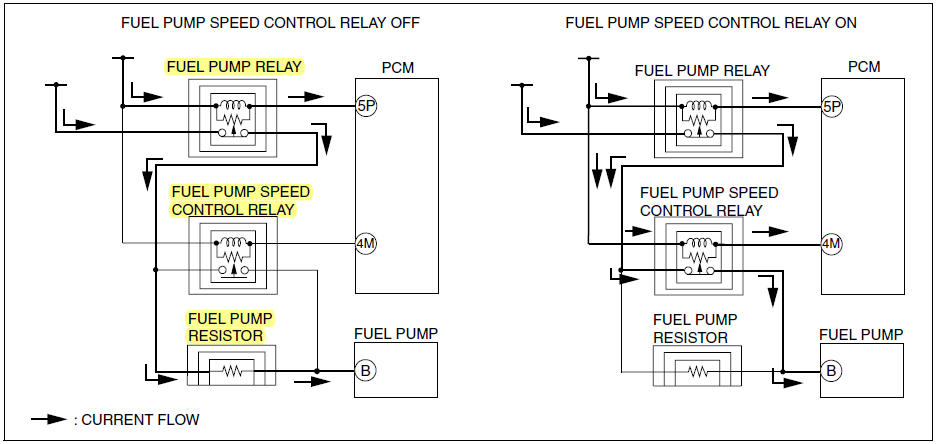 FUEL PUMP SPEED CONTROL RELAY OFF
FUEL PUMP RELAY
PCM
5P
FUEL PUMP SPEED
CONTROL RELAY
4M
FUEL PUMP
RESISTOR
FUEL PUMP
B
: CURRENT FLOW
FUEL PUMP SPEED CONTROL RELAY ON
FUEL PUMP RELAY
PCM
5P
FUEL PUMP SPEED
CONTROL RELAY
4M
FUEL PUMP
RESISTOR
FUEL PUMP
B